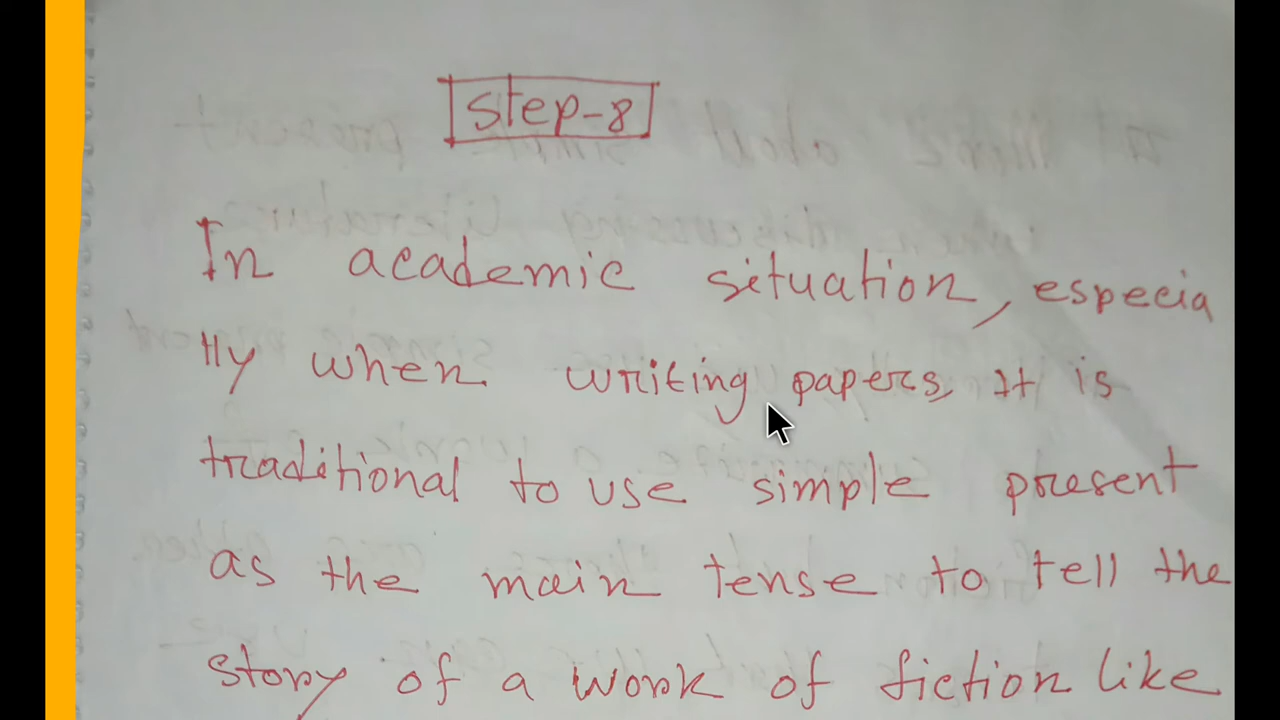 Step-8
In academic situation, especia
lly when writing papers, it is
traditional to use simple present
as the main tense to tell the
story of a work of fiction like